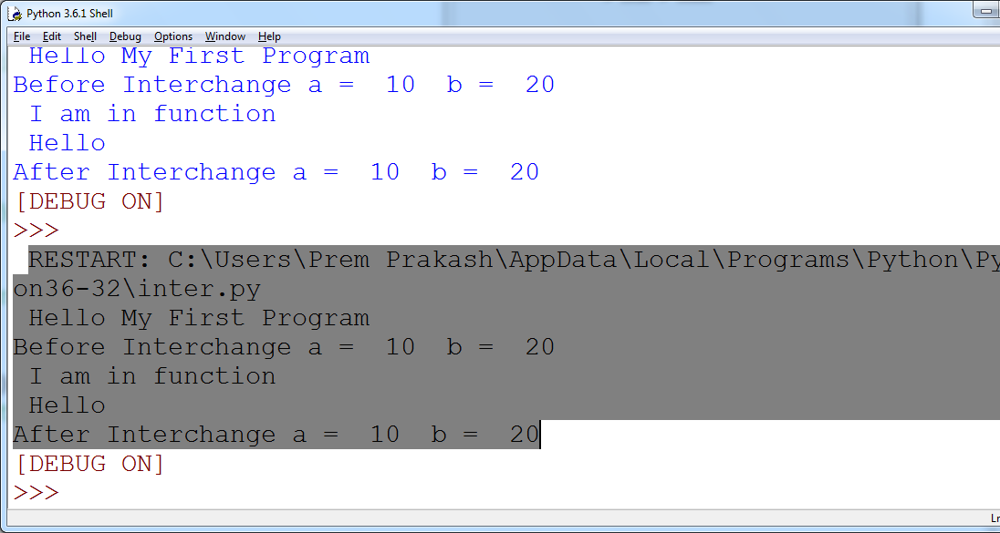 Python 3.6.1 Shell
File Edit Shell Debug Options Window Help
Hello My First Program
Before Interchange a =  10  b =  20
I am in function
Hello
After Interchange a =  10  b =  20
[DEBUG ON]
>>>
RESTART: C:\Users\Prem Prakash\AppData\Local\Programs\Python\Py
on36-32\inter.py
Hello My First Program
Before Interchange a =  10  b =  20
I am in function
Hello
After Interchange a =  10  b =  20
[DEBUG ON]
>>>
Ln